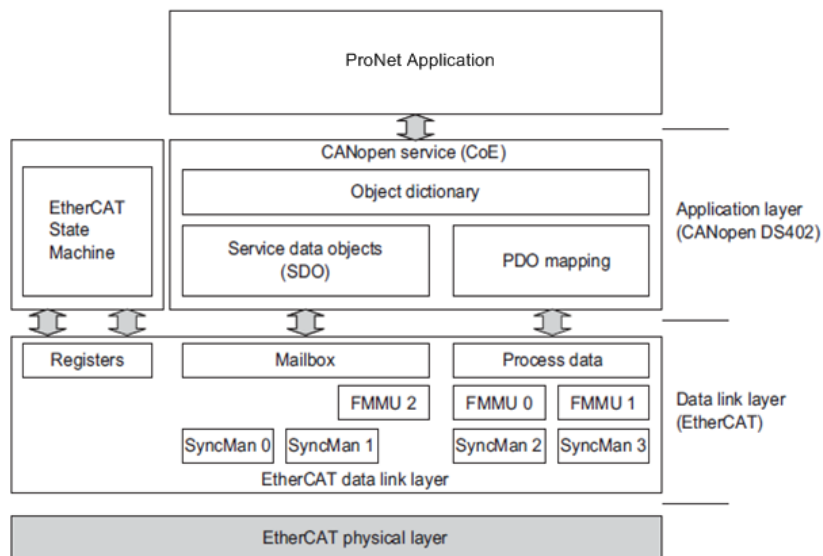 ProNet Application
CANopen service (CoE)
Object dictionary
EtherCAT
State
Machine
Service data objects
(SDO)
PDO mapping
Application layer
(CANopen DS402)
Registers
Mailbox
Process data
FMMU 2
FMMU 0
FMMU 1
SyncMan 0
SyncMan 1
SyncMan 2
SyncMan 3
EtherCAT data link layer
Data link layer
(EtherCAT)
EtherCAT physical layer